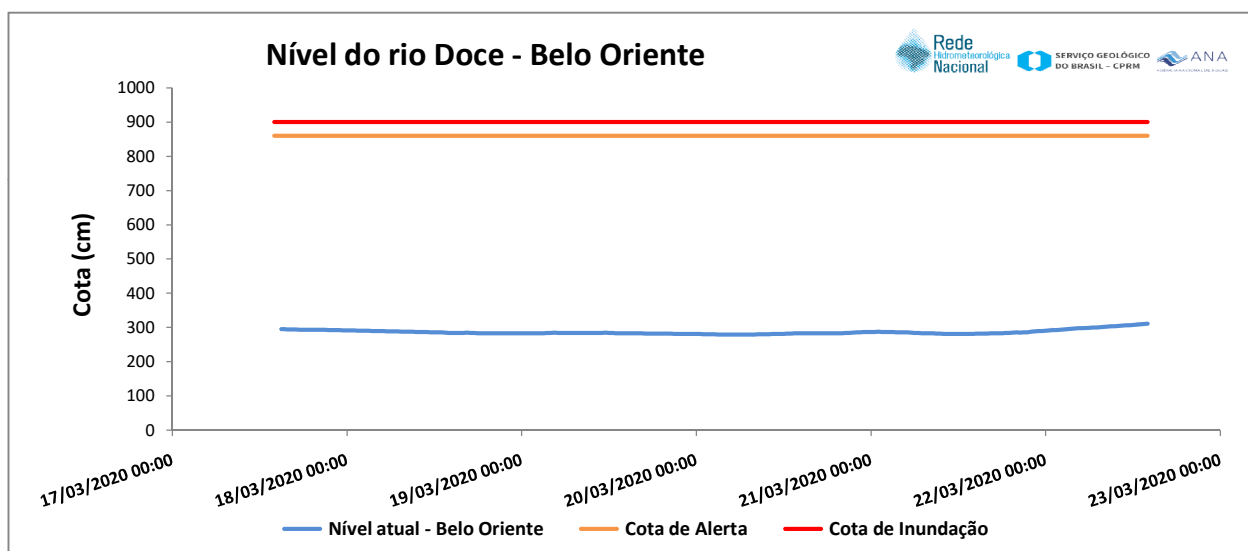 Nível do rio Doce - Belo Oriente
Rede
Hidrometeorológica
Nacional
SERVIÇO GEOLÓGICO
DO BRASIL – CPRM
ANA
Cota (cm)
1000
900
800
700
600
500
400
300
200
100
0
17/03/2020 00:00
18/03/2020 00:00
19/03/2020 00:00
20/03/2020 00:00
21/03/2020 00:00
22/03/2020 00:00
23/03/2020 00:00
Nível atual - Belo Oriente
Cota de Alerta
Cota de Inundação